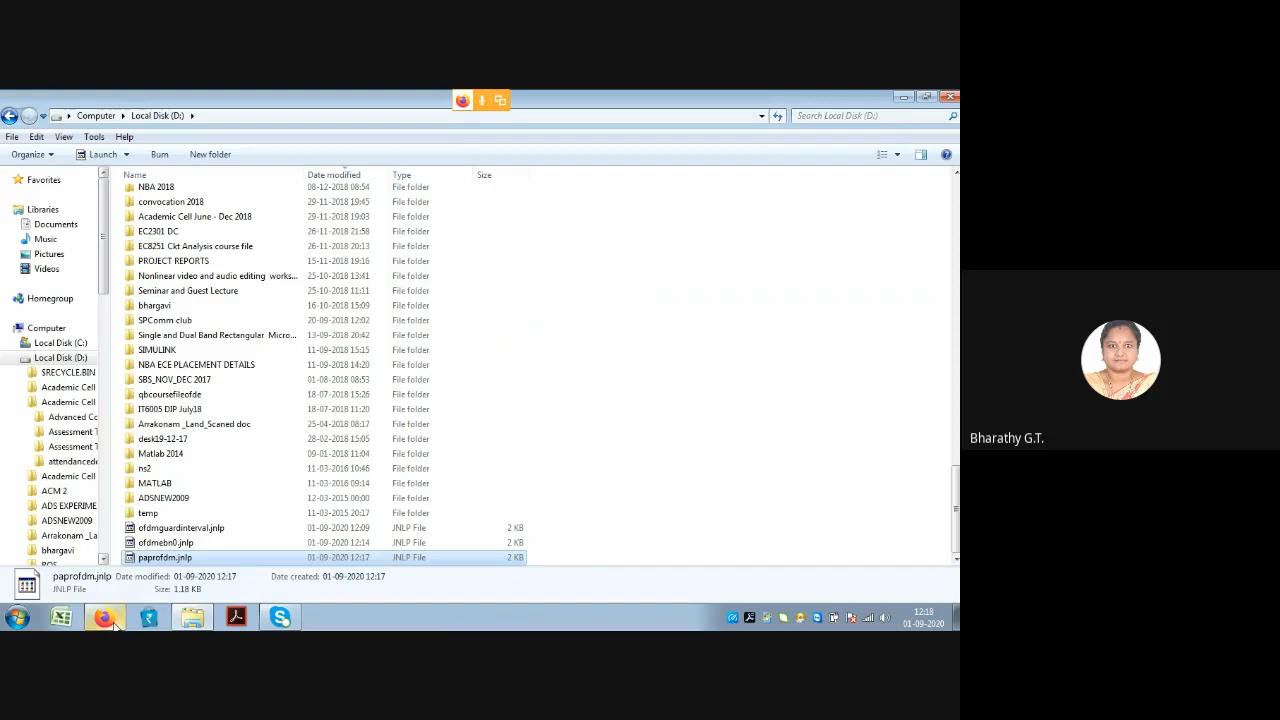 Computer Local Disk (D:) Search Local Disk (D:)
File Edit View Tools Help
Organize Launch Burn New folder
Favorites
Libraries
Documents
Music
Pictures
Videos
Homegroup
Computer
Local Disk (C:)
Local Disk (D:)
$RECYCLE.BIN
Academic Cell
Academic Cell
Advanced Cc
Assessment T
Assessment T
attendancede
Academic Cell
ACM 2
ADS EXPERIME
ADSNEW2009
Arrakonam _La
bhargavi
Name Date modified Type Size
NBA 2018 08-12-2018 08:54 File folder
convocation 2018 29-11-2018 19:45 File folder
Academic Cell June - Dec 2018 29-11-2018 19:03 File folder
EC2301 DC 26-11-2018 21:58 File folder
EC8251 Ckt Analysis course file 26-11-2018 20:13 File folder
PROJECT REPORTS 15-11-2018 19:16 File folder
Nonlinear video and audio editing works... 25-10-2018 13:41 File folder
Seminar and Guest Lecture 25-10-2018 11:11 File folder
bhargavi 16-10-2018 15:09 File folder
SPComm club 20-09-2018 12:02 File folder
Single and Dual Band Rectangular Micro... 13-09-2018 20:42 File folder
SIMULINK 11-09-2018 15:15 File folder
NBA ECE PLACEMENT DETAILS 11-09-2018 14:20 File folder
SBS_NOV_DEC 2017 01-08-2018 08:53 File folder
qbcoursefileofde 18-07-2018 15:26 File folder
IT6005 DIP July18 18-07-2018 11:20 File folder
Arrakonam _Land_Scaned doc 25-04-2018 08:17 File folder
desk19-12-17 28-02-2018 15:05 File folder
Matlab 2014 09-01-2018 11:04 File folder
ns2 11-03-2016 10:46 File folder
MATLAB 11-03-2016 09:14 File folder
ADSNEW2009 12-03-2015 00:00 File folder
temp 11-03-2015 20:17 File folder
ofdmguardinterval.jnlp 01-09-2020 12:09 JNLP File 2 KB
ofdmebn0.jnlp 01-09-2020 12:14 JNLP File 2 KB
paprofdm.jnlp 01-09-2020 12:17 JNLP File 2 KB
paprofdm.jnlp Date modified: 01-09-2020 12:17 Date created: 01-09-2020 12:17
JNLP File Size: 1.18 KB
12:18
01-09-2020
Bharathy G.T.